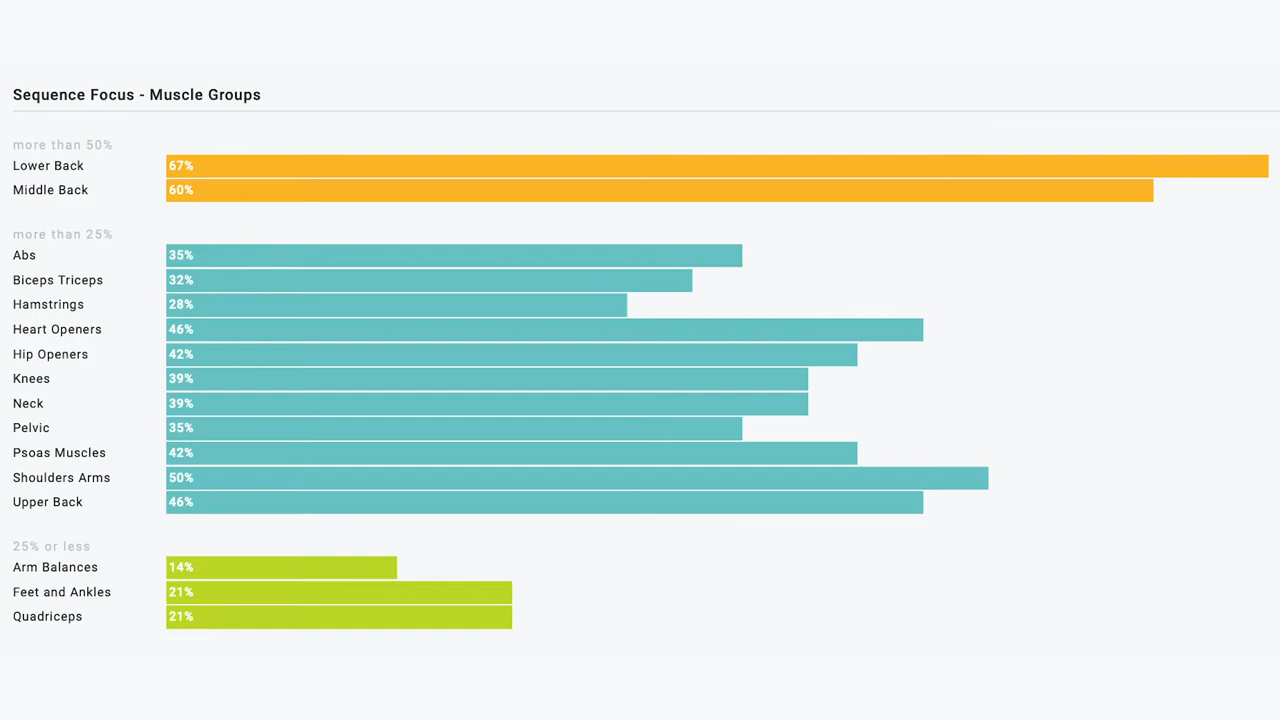 Sequence Focus - Muscle Groups
more than 50%
Lower Back 67%
Middle Back 60%
more than 25%
Abs 35%
Biceps Triceps 32%
Hamstrings 28%
Heart Openers 46%
Hip Openers 42%
Knees 39%
Neck 39%
Pelvic 35%
Psoas Muscles 42%
Shoulders Arms 50%
Upper Back 46%
25% or less
Arm Balances 14%
Feet and Ankles 21%
Quadriceps 21%